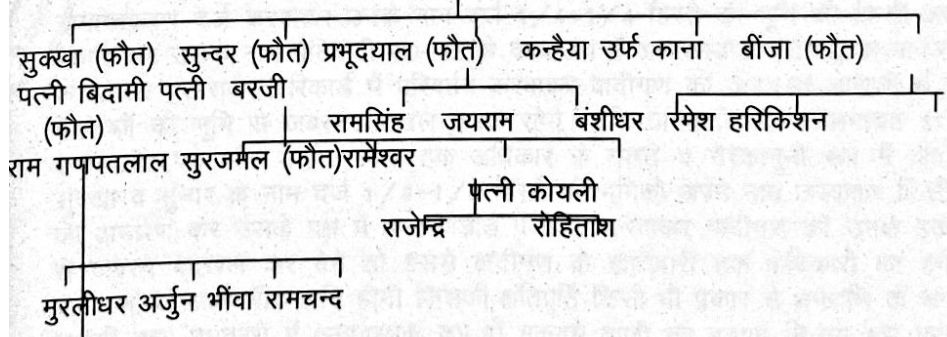 सुक्खा (फौत) सुन्दर (फौत) प्रभूदयाल (फौत) कन्हैया उर्फ काना बीजा (फौत)
पत्नी बिदामी पत्नी बरजी
(फौत) रामसिंह जयराम बंशीधर रमेश हरिकिशन
राम गणपतलाल सुरजमल (फौत)रामेश्वर
पत्नी कोयली
राजेन्द्रि रोहिताश
मुरलीधर अर्जुन भींवा रामचन्द